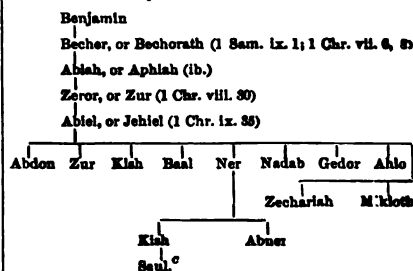 Benjamin
Becher, or Bechorath (1 Sam. ix. 1; 1 Chr. vii. 6, 8)
Abiah, or Aphiah (ib.)
Zeror, or Zur (1 Chr. viii. 30)
Abiel, or Jehiel (1 Chr. ix. 35)
Abdon Zur Kish Baal Ner Nadab Gedor Ahio
Zechariah Mikloth
Kish Abner
Saul.c